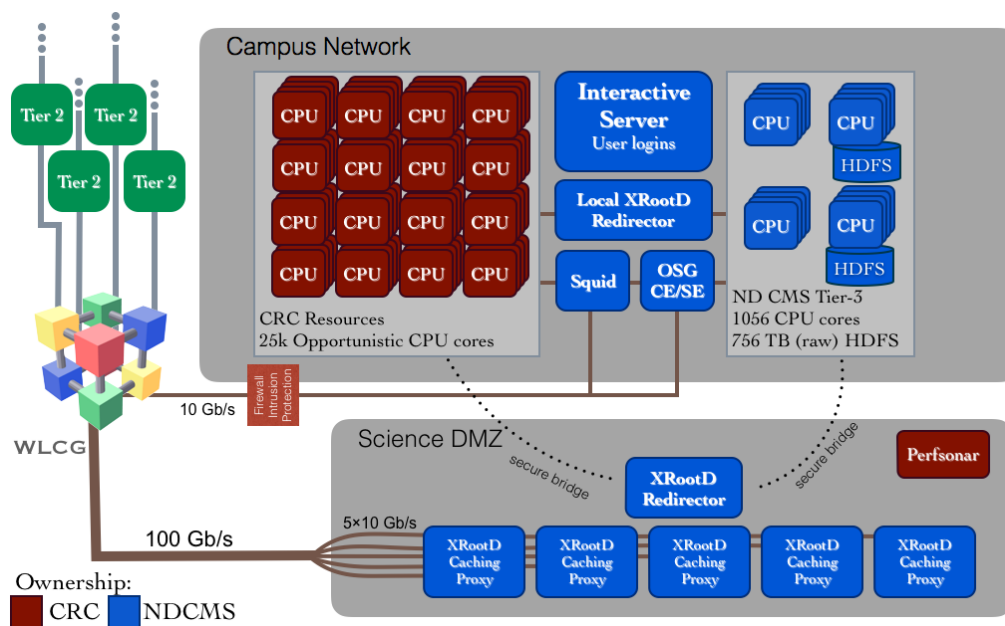 Campus Network
Tier 2
Tier 2
Tier 2
Tier 2
CPU CPU CPU CPU
CPU CPU CPU CPU
CPU CPU CPU CPU
CPU CPU CPU CPU
CRC Resources
25k Opportunistic CPU cores
Interactive
Server
User logins
Local XRootD
Redirector
Squid
OSG
CE/SE
CPU
CPU
HDFS
CPU
CPU
HDFS
ND CMS Tier-3
1056 CPU cores
756 TB (raw) HDFS
WLCG
10 Gb/s
Firewall
Intrusion
Protection
Science DMZ
secure bridge
secure bridge
XRootD
Redirector
Perfsonar
100 Gb/s
5×10 Gb/s
XRootD
Caching
Proxy
XRootD
Caching
Proxy
XRootD
Caching
Proxy
XRootD
Caching
Proxy
XRootD
Caching
Proxy
Ownership:
CRC NDCMS